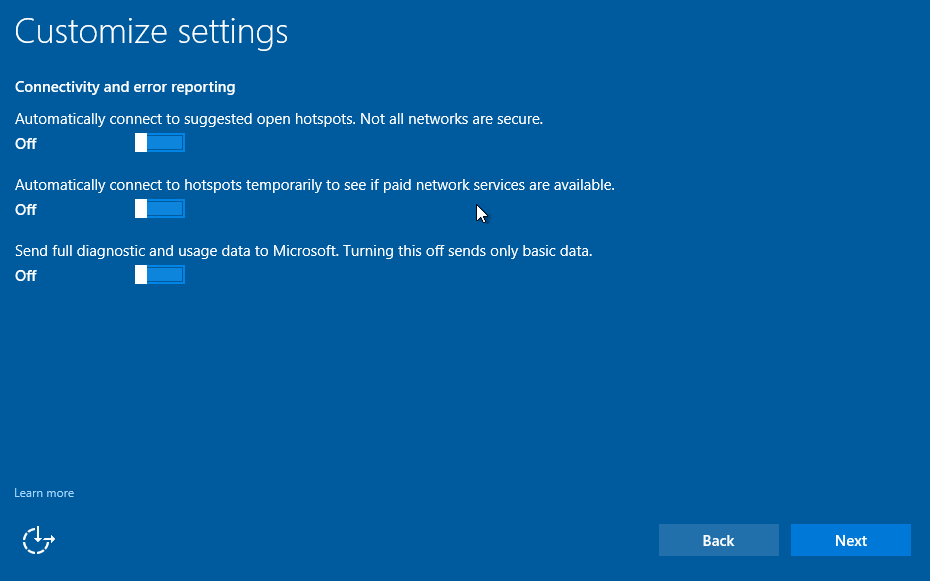 Customize settings
Connectivity and error reporting
Automatically connect to suggested open hotspots. Not all networks are secure.
Off
Automatically connect to hotspots temporarily to see if paid network services are available.
Off
Send full diagnostic and usage data to Microsoft. Turning this off sends only basic data.
Off
Learn more
Back
Next